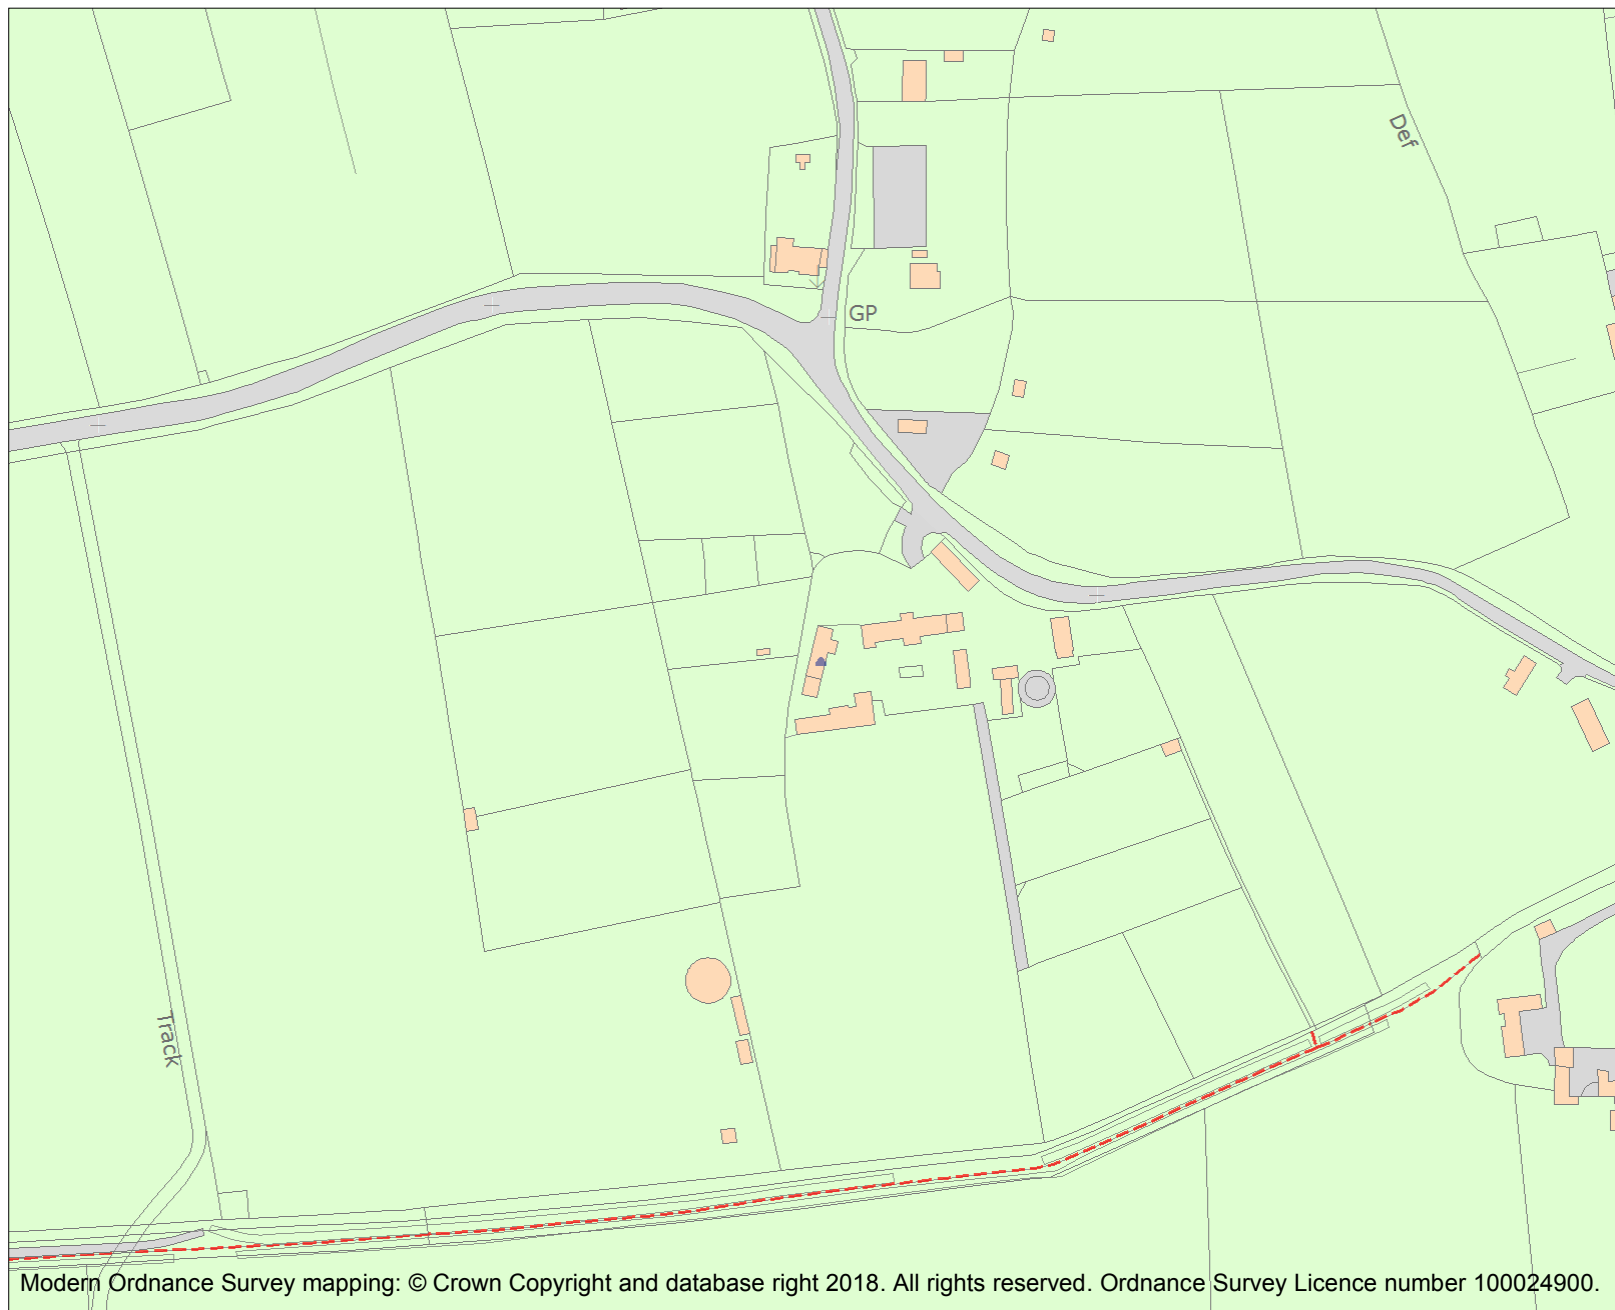 Def
GP
Track
Modern Ordnance Survey mapping: © Crown Copyright and database right 2018. All rights reserved. Ordnance Survey Licence number 100024900.